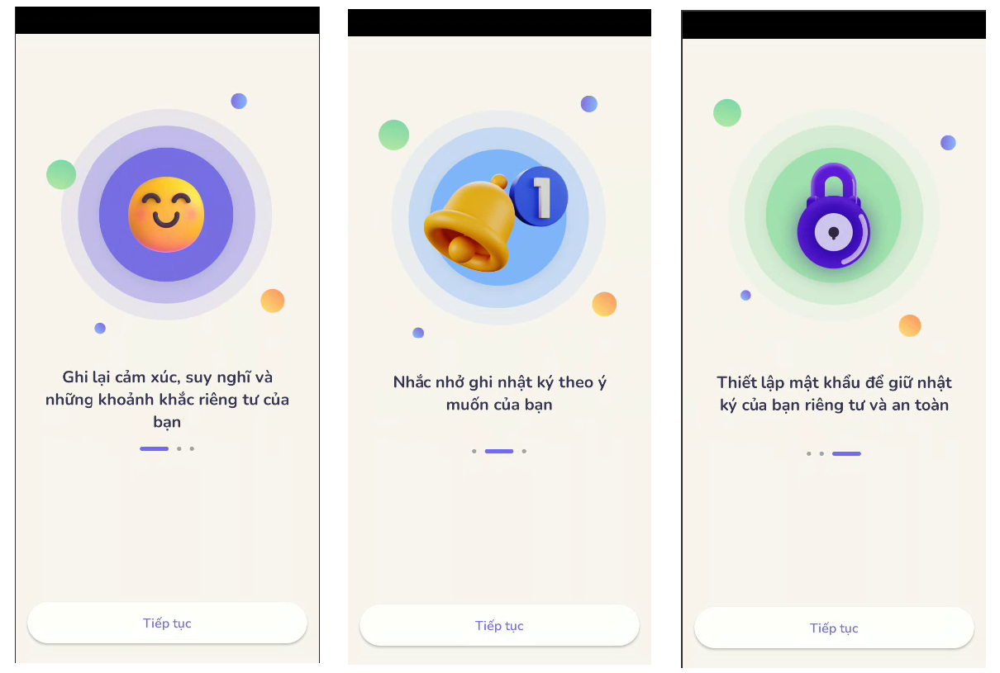 Ghi lại cảm xúc, suy nghĩ và
những khoảnh khắc riêng tư của
bạn
Tiếp tục
1
Nhắc nhở ghi nhật ký theo ý
muốn của bạn
Tiếp tục
Thiết lập mật khẩu để giữ nhật
ký của bạn riêng tư và an toàn
Tiếp tục